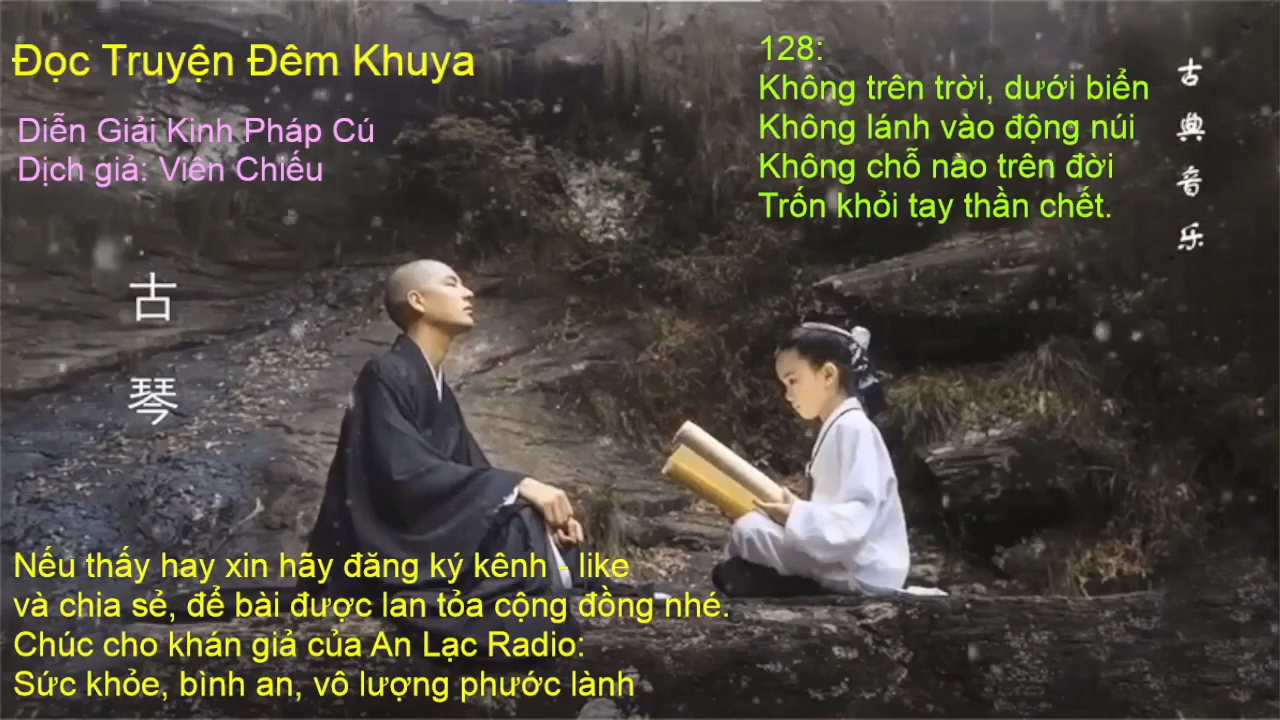 Đọc Truyện Đêm Khuya
Diễn Giải Kinh Pháp Cú
Dịch giả: Viên Chiếu
128:
Không trên trời, dưới biển
Không lánh vào động núi
Không chỗ nào trên đời
Trốn khỏi tay thần chết.
古典音乐
古琴
Nếu thấy hay xin hãy đăng ký kênh - like
và chia sẻ, để bài được lan tỏa cộng đồng nhé.
Chúc cho khán giả của An Lạc Radio:
Sức khỏe, bình an, vô lượng phước lành